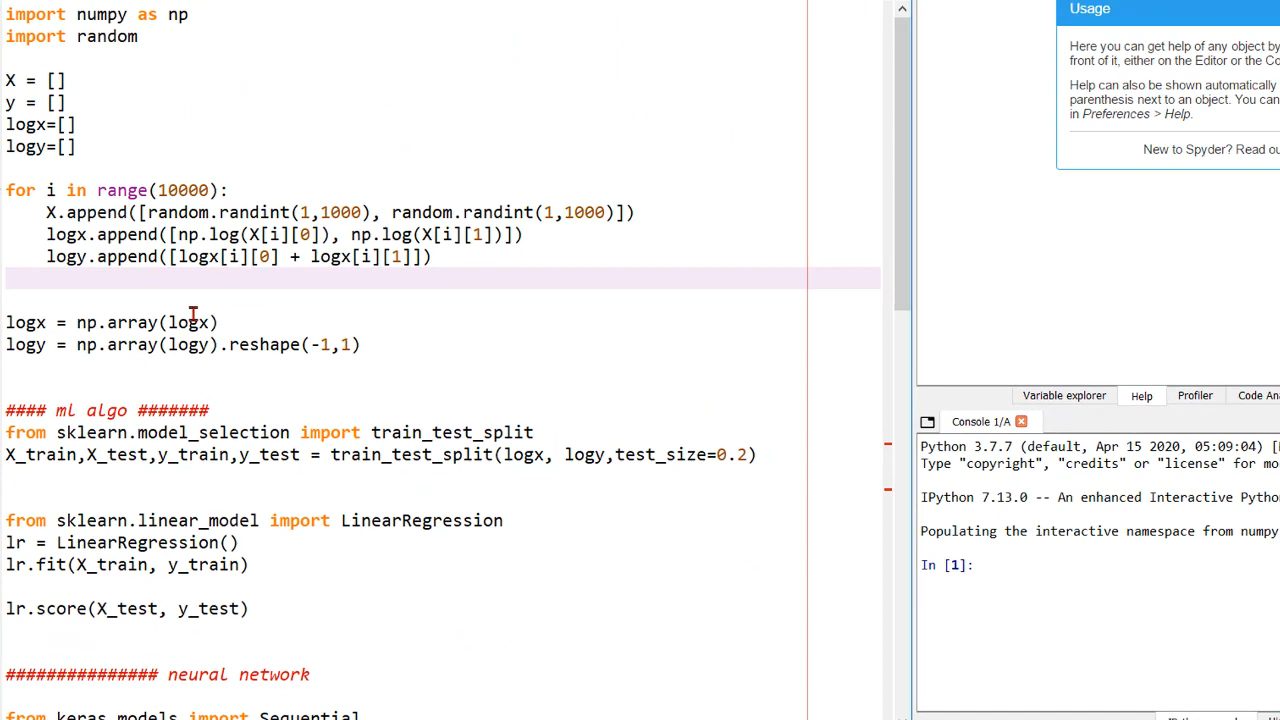 import numpy as np
import random
X = []
y = []
logx=[]
logy=[]
for i in range(10000):
    X.append([random.randint(1,1000), random.randint(1,1000)])
    logx.append([np.log(X[i][0]), np.log(X[i][1])])
    logy.append([logx[i][0] + logx[i][1]])
logx = np.array(logx)
logy = np.array(logy).reshape(-1,1)
#### ml algo #######
from sklearn.model_selection import train_test_split
X_train,X_test,y_train,y_test = train_test_split(logx, logy,test_size=0.2)
from sklearn.linear_model import LinearRegression
lr = LinearRegression()
lr.fit(X_train, y_train)
lr.score(X_test, y_test)
############### neural network
from keras.models import Sequential
Usage
Here you can get help of any object by
front of it, either on the Editor or the Co
Help can also be shown automatically
parenthesis next to an object. You can
in Preferences > Help.
New to Spyder? Read ou
Variable explorer Help Profiler Code Ana
Console 1/A
Python 3.7.7 (default, Apr 15 2020, 05:09:04) [
Type "copyright", "credits" or "license" for mo
IPython 7.13.0 -- An enhanced Interactive Pytho
Populating the interactive namespace from numpy
In [1]: